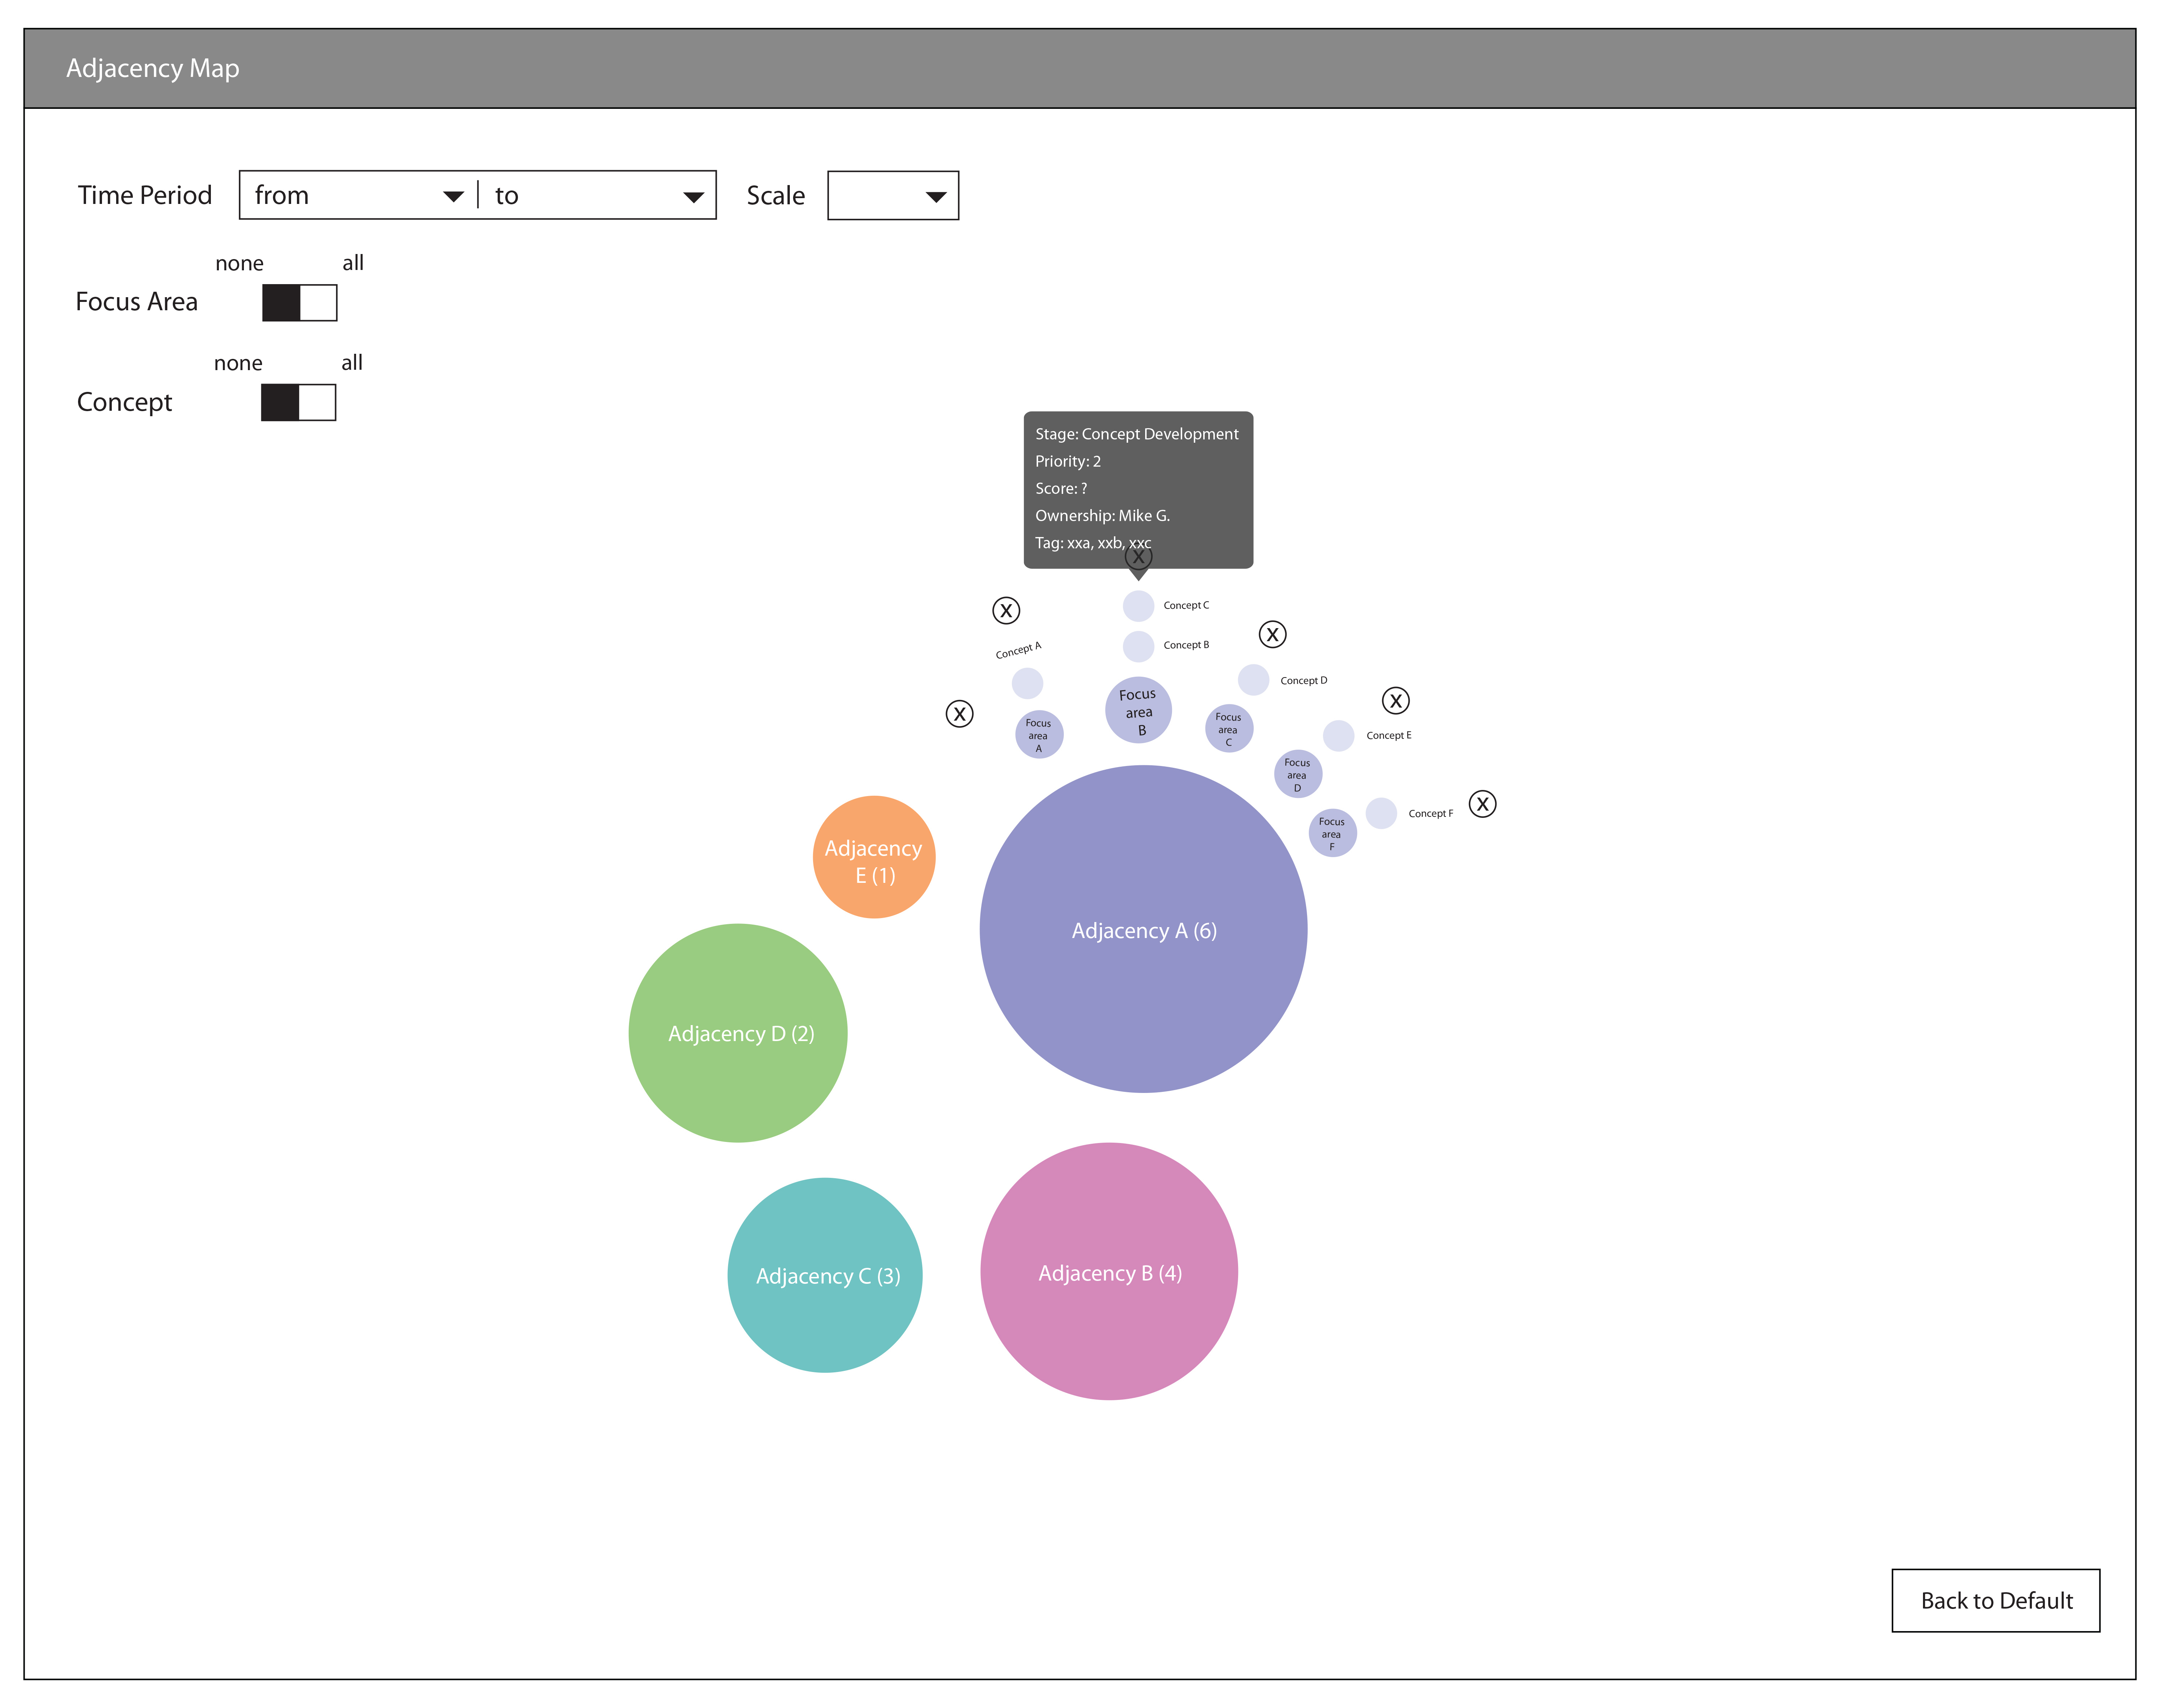 Adjacency Map
Time Period
from
to
Scale
none
all
Focus Area
none
all
Concept
Stage: Concept Development
Priority: 2
Score: ?
Ownership: Mike G.
Tag: xxa, xxb, xxc
X
X
Concept C
X
Concept B
Concept A
Concept D
X
X
Focus
area
A
Focus
area
B
Focus
area
C
Concept E
Focus
area
D
X
Concept F
Focus
area
F
Adjacency
E (1)
Adjacency A (6)
Adjacency D (2)
Adjacency C (3)
Adjacency B (4)
Back to Default